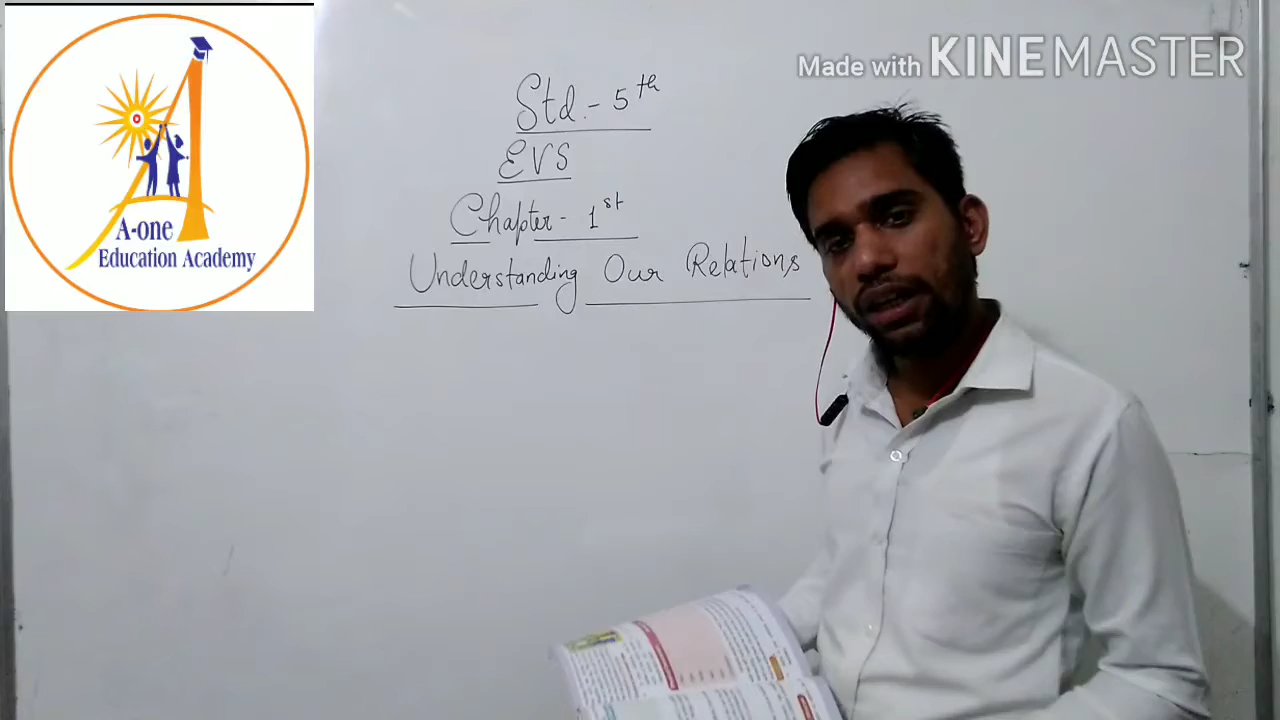 A-one
Education Academy
Made with KINEMASTER
Std.- 5th
EVS
Chapter- 1st
Understanding Our Relations